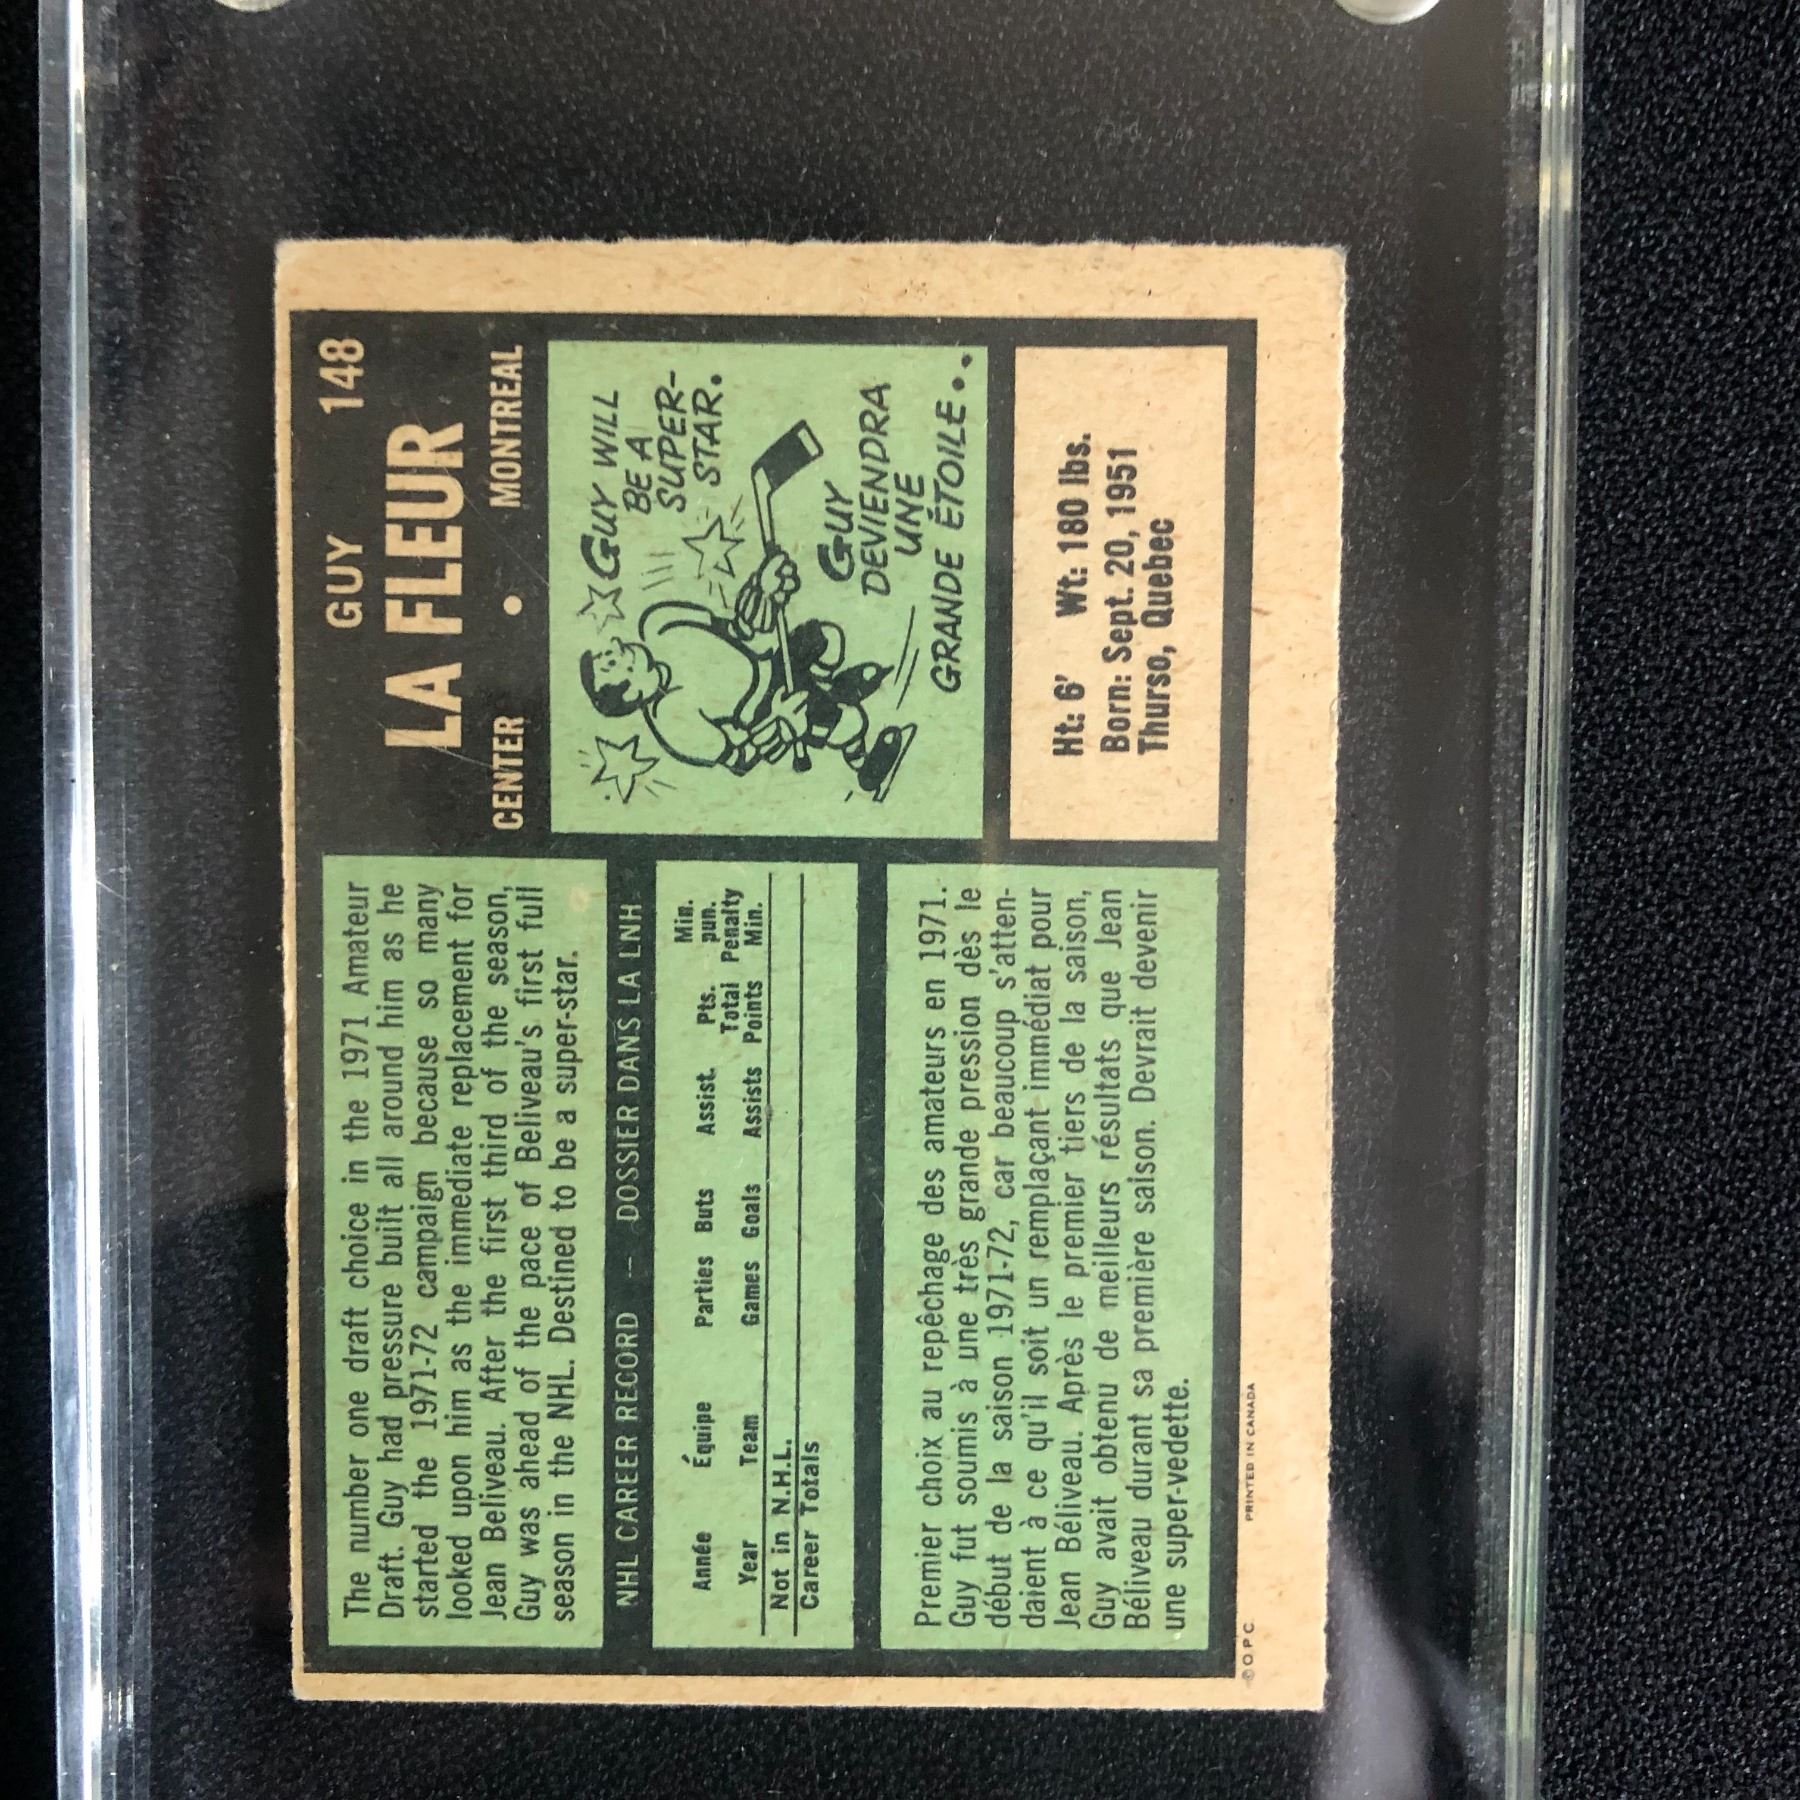 The number one draft choice in the 1971 Amateur
Draft. Guy had pressure built all around him as he
started the 1971-72 campaign because so many
looked upon him as the immediate replacement for
Jean Beliveau. After the first third of the season,
Guy was ahead of the pace of Beliveau's first full
season in the NHL. Destined to be a super-star.
NHL CAREER RECORD — DOSSIER DANS LA LNH
Année Équipe Parties Buts Assist. Pts. Min. pun.
Year Team Games Goals Assists Total Points Penalty Min.
Not in N.H.L.
Career Totals
Premier choix au repêchage des amateurs en 1971.
Guy fut soumis à une très grande pression dès le
début de la saison 1971-72, car beaucoup s'atten-
daient à ce qu'il soit un remplaçant immédiat pour
Jean Béliveau. Après le premier tiers de la saison,
Guy avait obtenu de meilleurs résultats que Jean
Béliveau durant sa première saison. Devrait devenir
une super-vedette.
©O.P.C. PRINTED IN CANADA
GUY 148
LA FLEUR
CENTER • MONTREAL
GUY WILL
BE A
SUPER-
STAR.
GUY
DEVIENDRA
UNE
GRANDE ÉTOILE..
Ht: 6' Wt: 180 lbs.
Born: Sept. 20, 1951
Thurso, Quebec